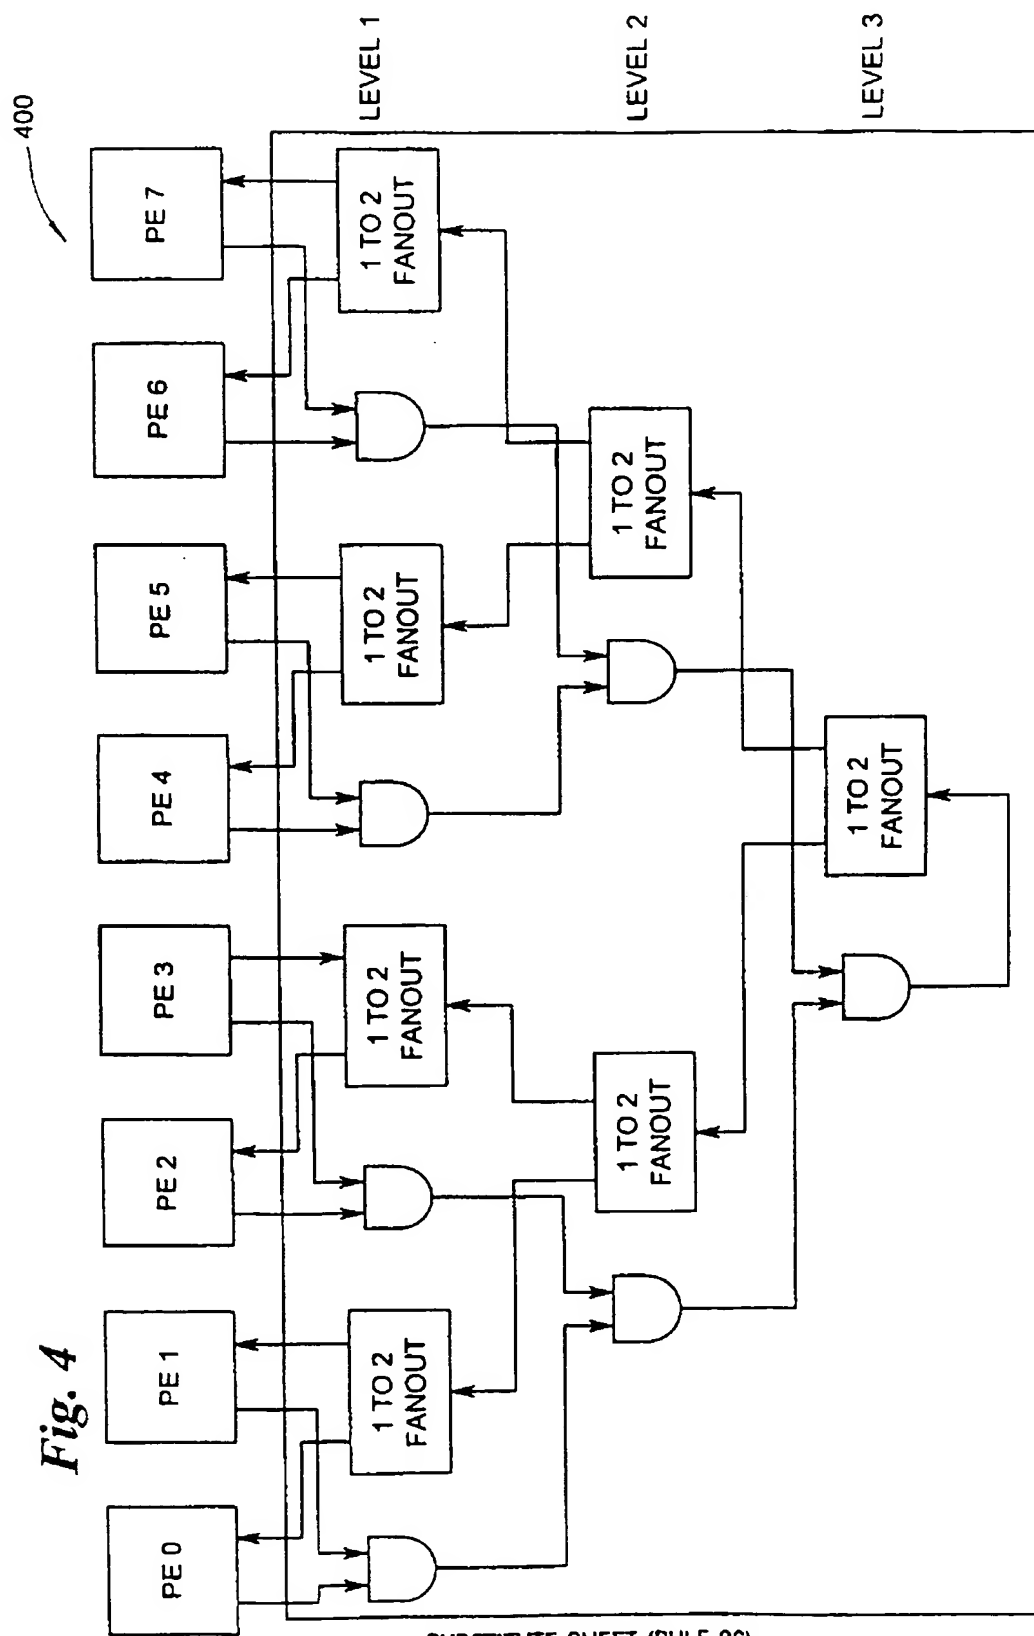 Fig. 4
400
PE 0
PE 1
PE 2
PE 3
PE 4
PE 5
PE 6
PE 7
LEVEL 1
1 TO 2
FANOUT
1 TO 2
FANOUT
1 TO 2
FANOUT
1 TO 2
FANOUT
LEVEL 2
1 TO 2
FANOUT
1 TO 2
FANOUT
LEVEL 3
1 TO 2
FANOUT